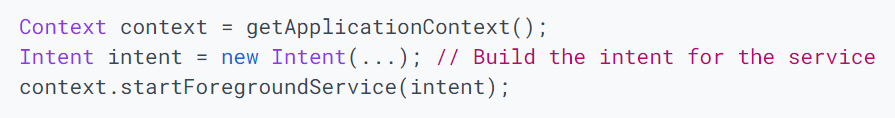 Context context = getApplicationContext();
Intent intent = new Intent(...); // Build the intent for the service
context.startForegroundService(intent);